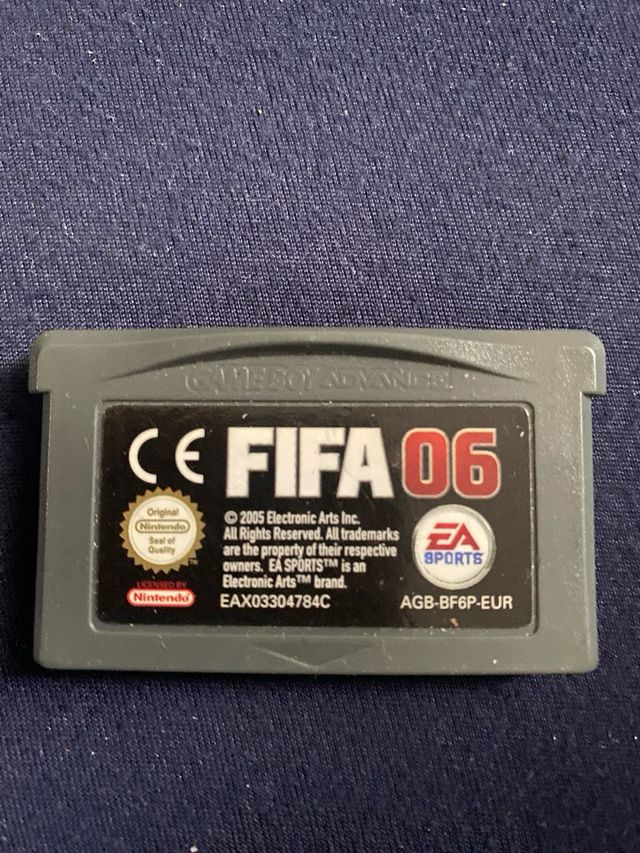 GAME BOY ADVANCE
CE FIFA 06
Original
Nintendo
Seal of
Quality
TM
LICENSED BY
Nintendo
© 2005 Electronic Arts Inc.
All Rights Reserved. All trademarks
are the property of their respective
owners. EA SPORTS™ is an
Electronic Arts™ brand.
EAX03304784C
EA
SPORTS
AGB-BF6P-EUR